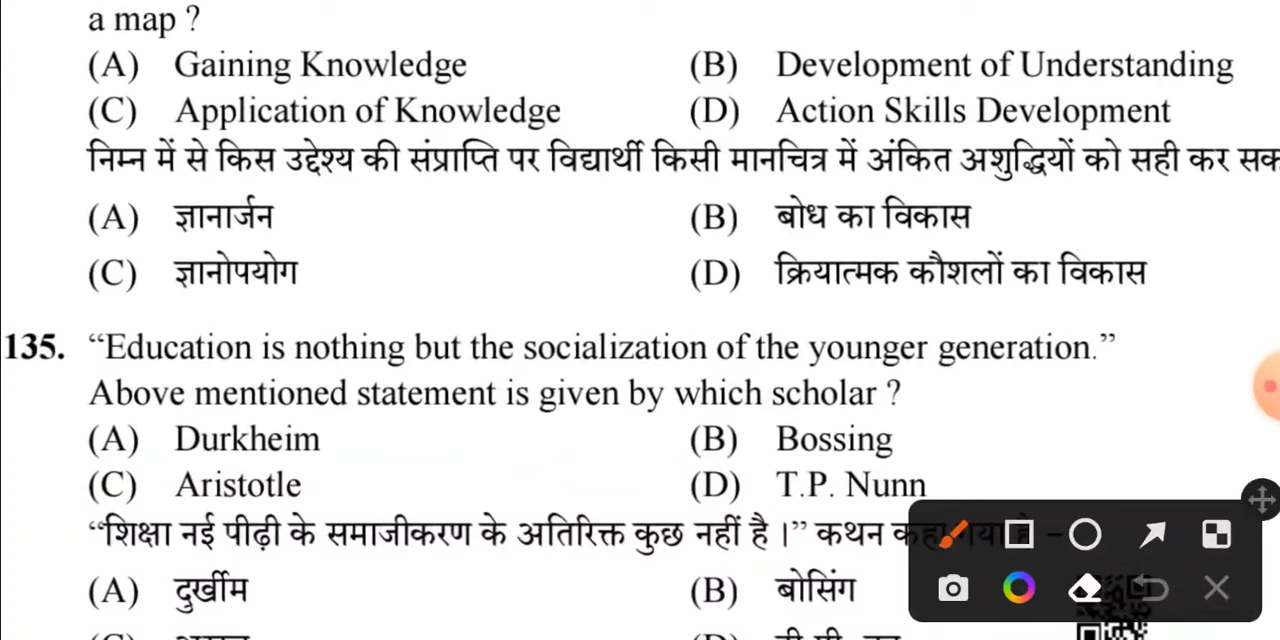 a map ?
(A) Gaining Knowledge (B) Development of Understanding
(C) Application of Knowledge (D) Action Skills Development
निम्न में से किस उद्देश्य की संप्राप्ति पर विद्यार्थी किसी मानचित्र में अंकित अशुद्धियों को सही कर
(A) ज्ञानार्जन (B) बोध का विकास
(C) ज्ञानोपयोग (D) क्रियात्मक कौशलों का विकास
135. “Education is nothing but the socialization of the younger generation.”
Above mentioned statement is given by which scholar ?
(A) Durkheim (B) Bossing
(C) Aristotle (D) T.P. Nunn
“शिक्षा नई पीढ़ी के समाजीकरण के अतिरिक्त कुछ नहीं है ।” कथन कहा गया है –
(A) दुर्खीम (B) बोसिंग